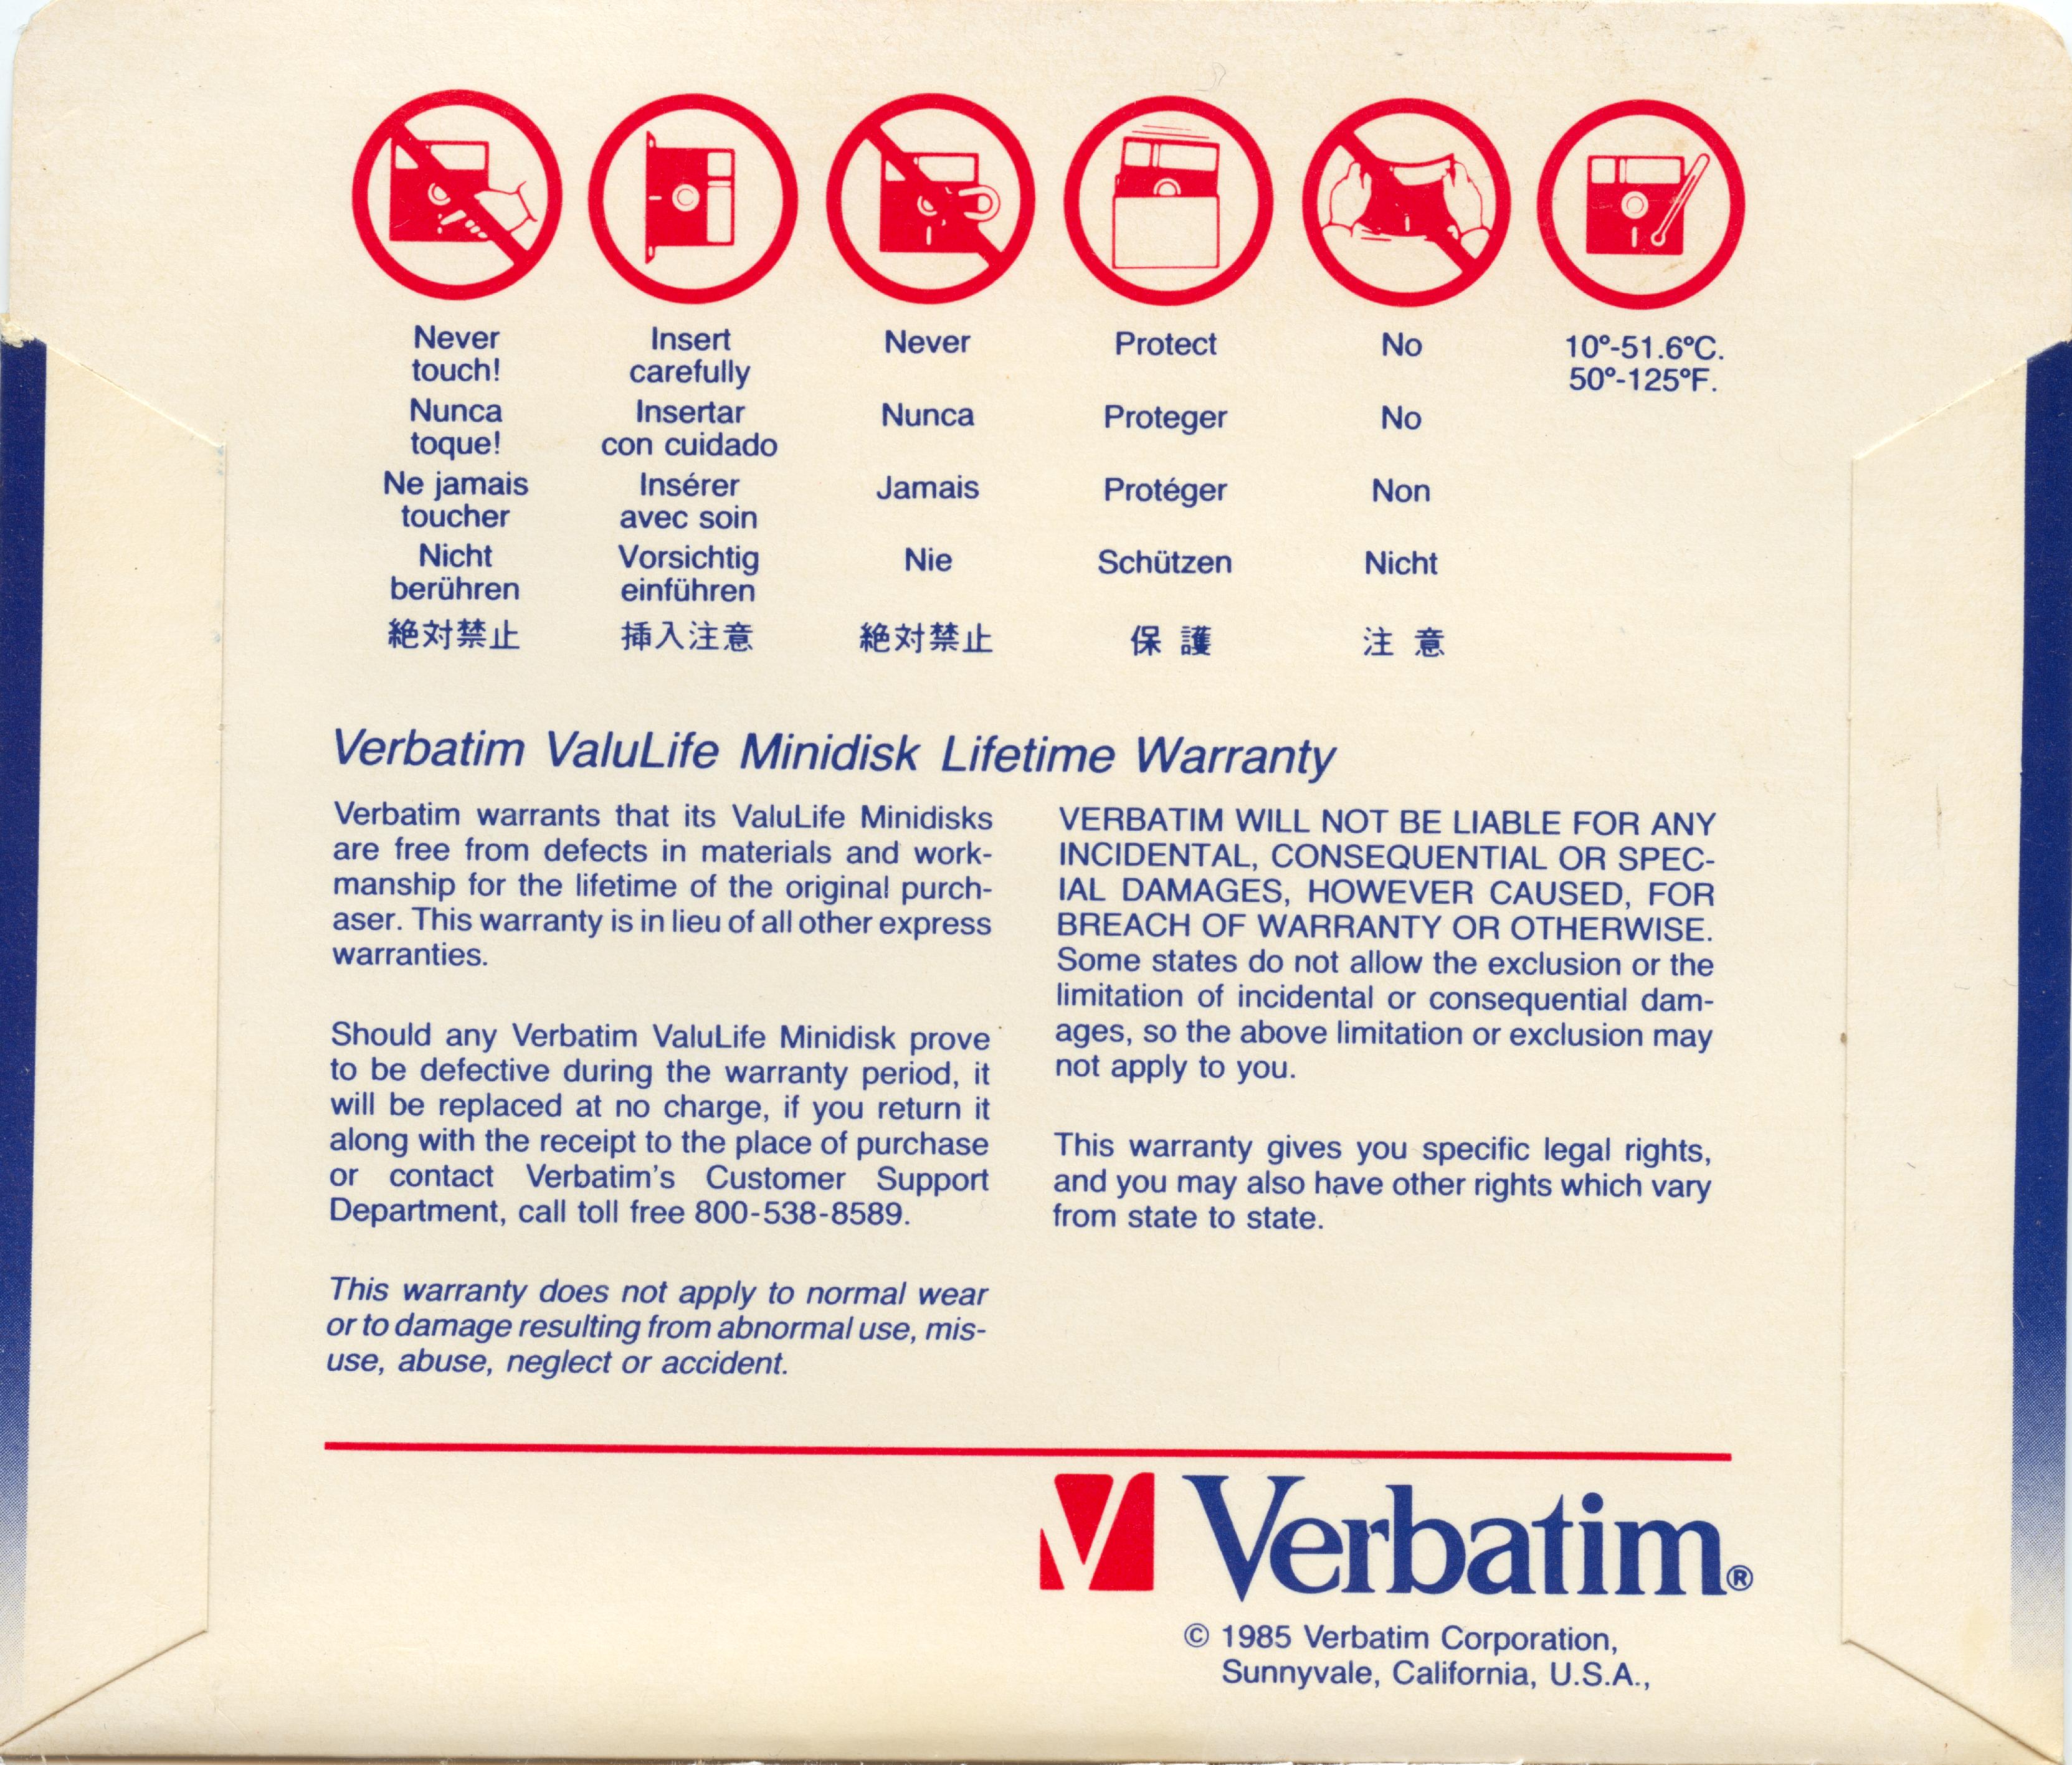 Never
touch!
Nunca
toque!
Ne jamais
toucher
Nicht
berühren
絶対禁止
Insert
carefully
Insertar
con cuidado
Insérer
avec soin
Vorsichtig
einführen
挿入注意
Never
Nunca
Jamais
Nie
絶対禁止
Protect
Proteger
Protéger
Schützen
保 護
No
No
Non
Nicht
注 意
10°-51.6°C.
50°-125°F.
Verbatim ValuLife Minidisk Lifetime Warranty
Verbatim warrants that its ValuLife Minidisks
are free from defects in materials and work-
manship for the lifetime of the original purch-
aser. This warranty is in lieu of all other express
warranties.
Should any Verbatim ValuLife Minidisk prove
to be defective during the warranty period, it
will be replaced at no charge, if you return it
along with the receipt to the place of purchase
or contact Verbatim's Customer Support
Department, call toll free 800-538-8589.
This warranty does not apply to normal wear
or to damage resulting from abnormal use, mis-
use, abuse, neglect or accident.
VERBATIM WILL NOT BE LIABLE FOR ANY
INCIDENTAL, CONSEQUENTIAL OR SPEC-
IAL DAMAGES, HOWEVER CAUSED, FOR
BREACH OF WARRANTY OR OTHERWISE.
Some states do not allow the exclusion or the
limitation of incidental or consequential dam-
ages, so the above limitation or exclusion may
not apply to you.
This warranty gives you specific legal rights,
and you may also have other rights which vary
from state to state.
Verbatim®
© 1985 Verbatim Corporation,
Sunnyvale, California, U.S.A.,